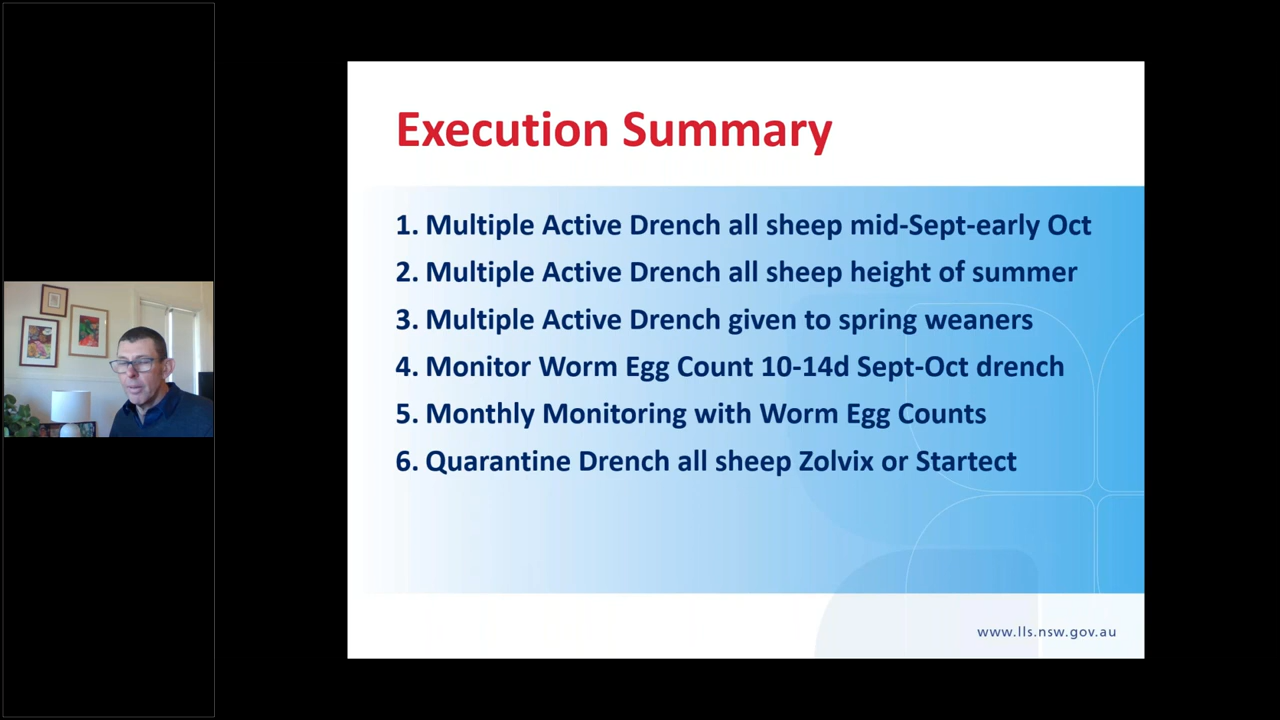 Execution Summary
1. Multiple Active Drench all sheep mid-Sept-early Oct
2. Multiple Active Drench all sheep height of summer
3. Multiple Active Drench given to spring weaners
4. Monitor Worm Egg Count 10-14d Sept-Oct drench
5. Monthly Monitoring with Worm Egg Counts
6. Quarantine Drench all sheep Zolvix or Startect
www.lls.nsw.gov.au